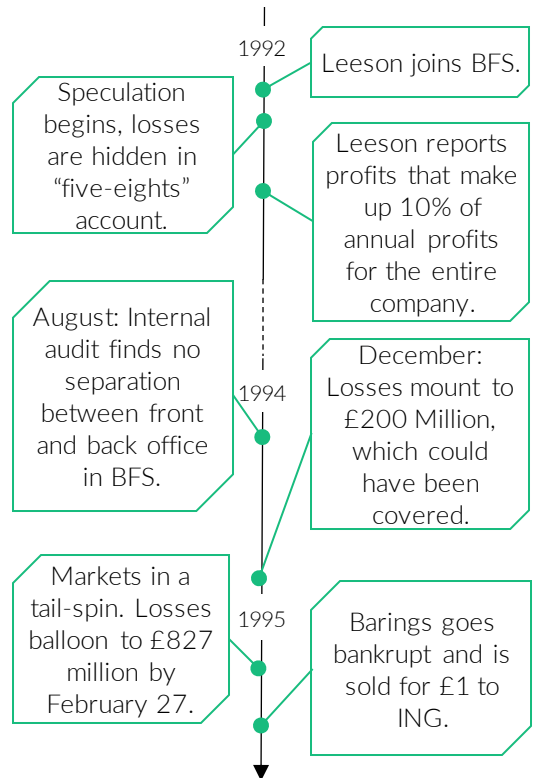 1992
Leeson joins BFS.
Speculation
begins, losses
are hidden in
“five-eights”
account.
Leeson reports
profits that make
up 10% of
annual profits
for the entire
company.
August: Internal
audit finds no
separation
between front
and back office
in BFS.
1994
December:
Losses mount to
£200 Million,
which could
have been
covered.
Markets in a
tail-spin. Losses
balloon to £827
million by
February 27.
1995
Barings goes
bankrupt and is
sold for £1 to
ING.